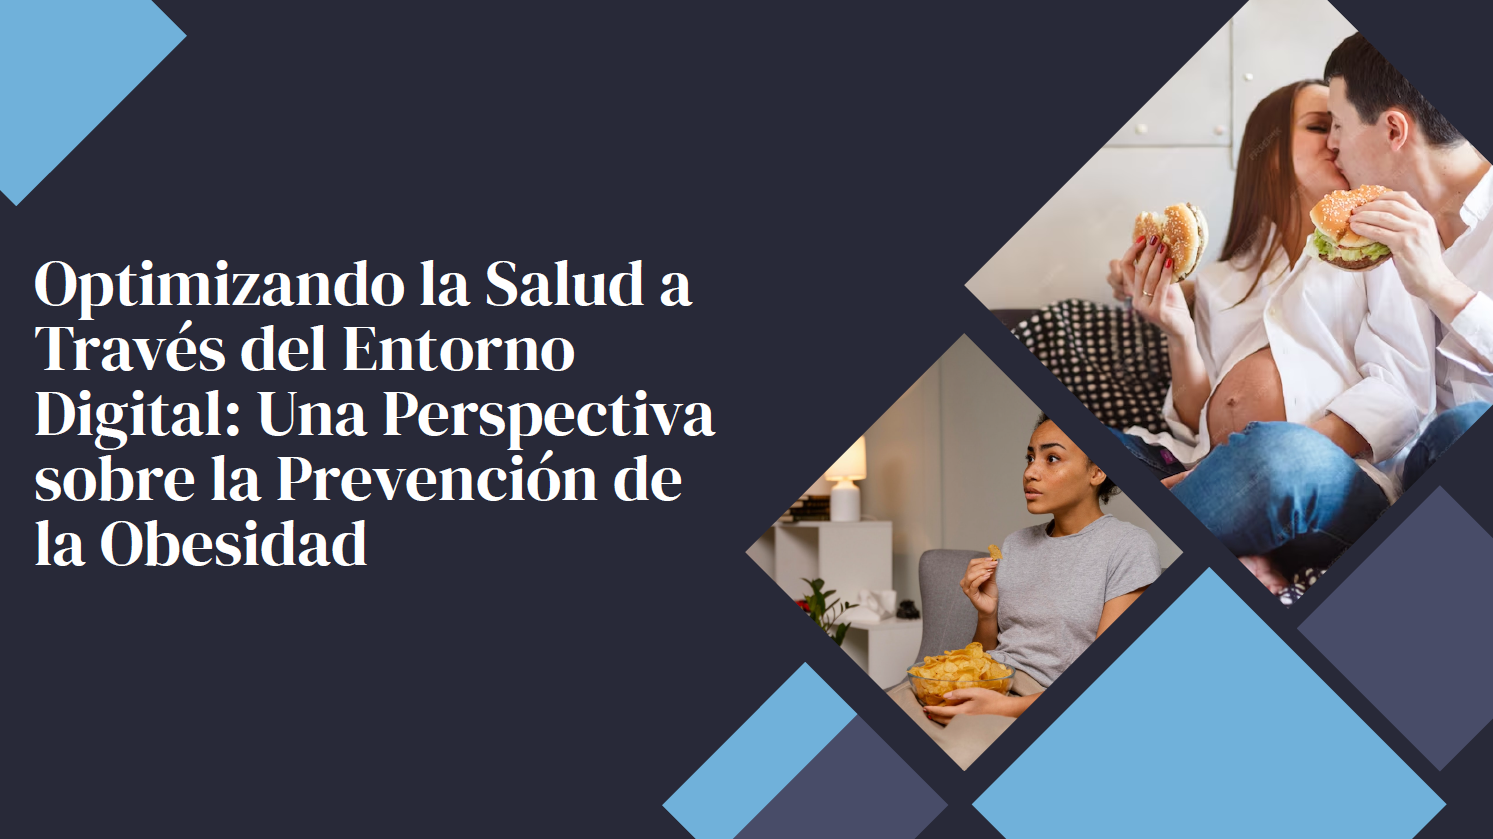 Optimizando la Salud a
Través del Entorno
Digital: Una Perspectiva
sobre la Prevención de
la Obesidad